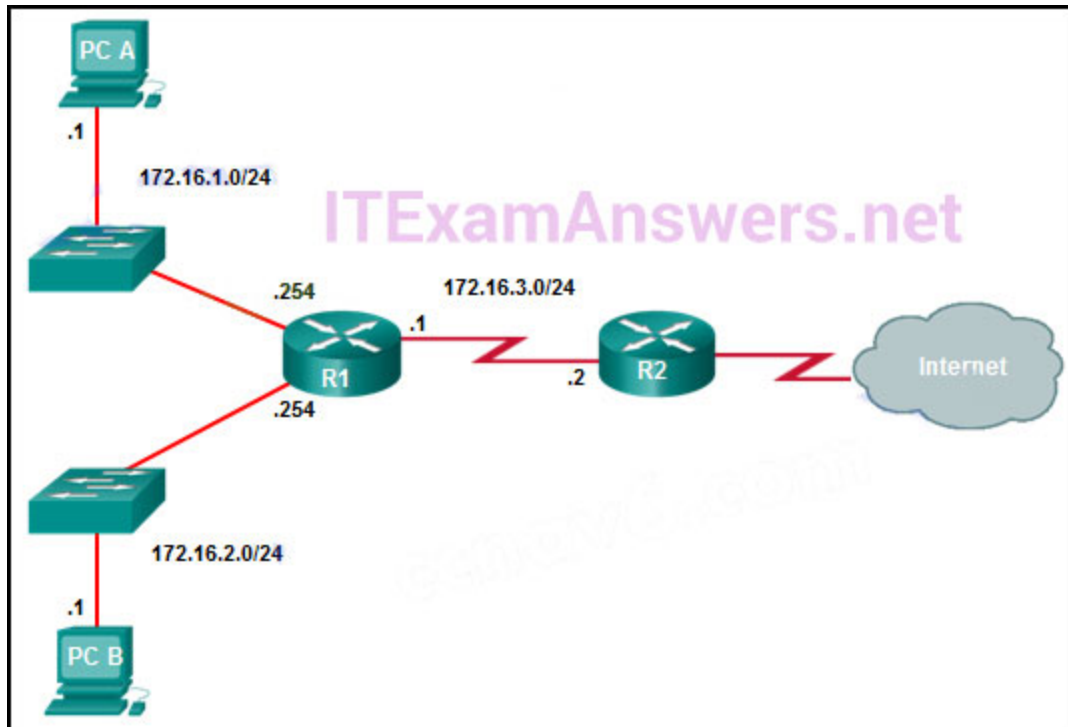 PC A
.1
172.16.1.0/24
ITExamAnswers.net
.254
172.16.3.0/24
.1
R1
.2
R2
Internet
.254
172.16.2.0/24
.1
PC B